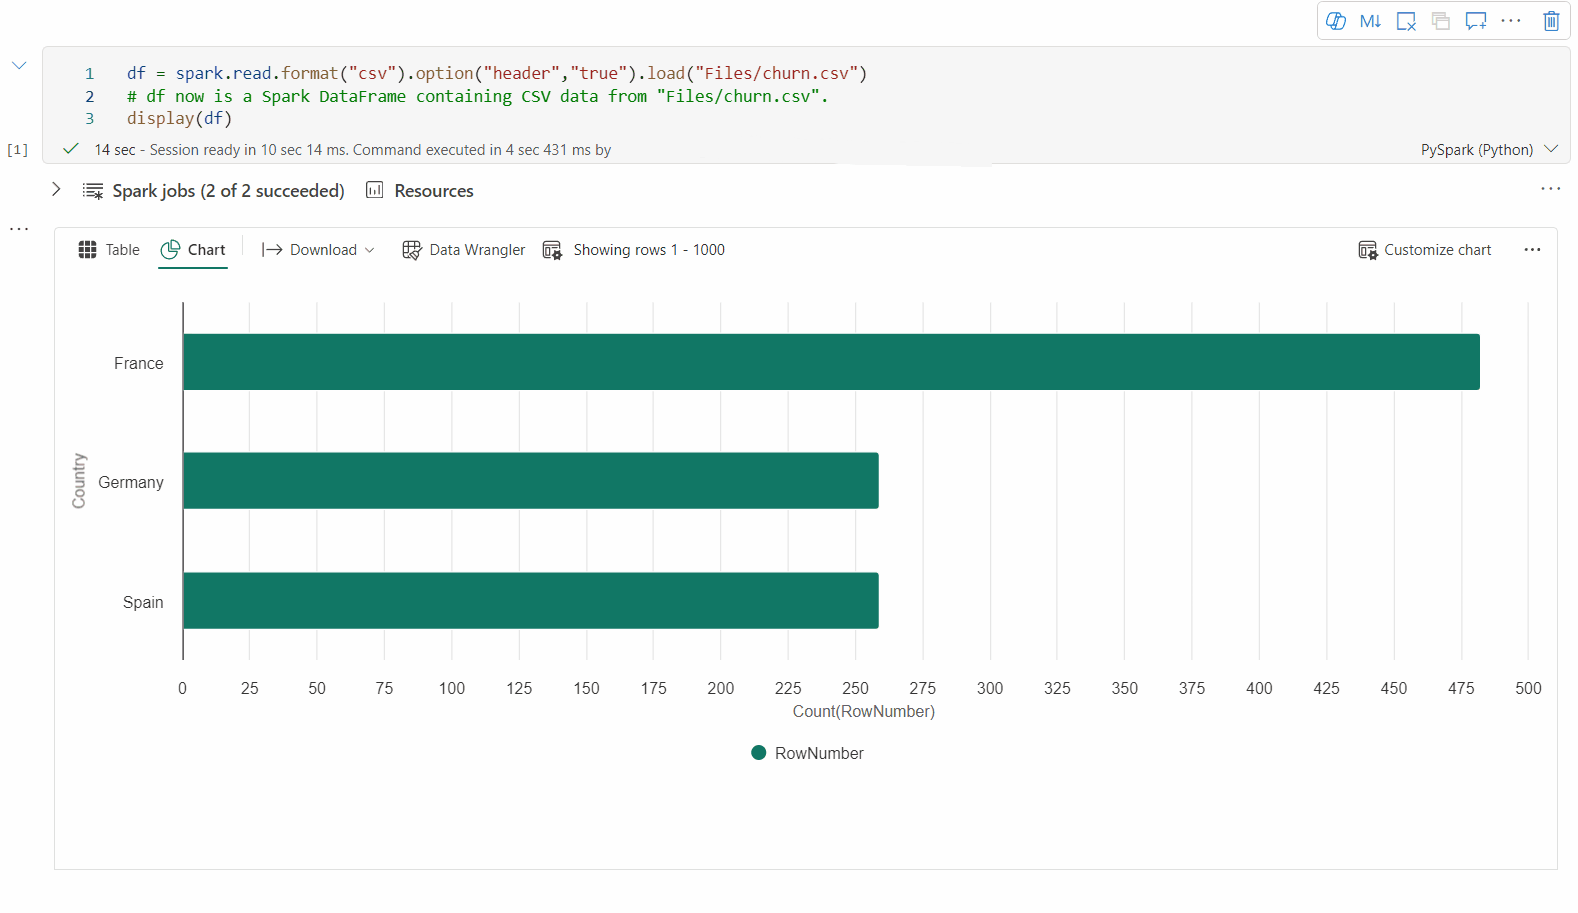 M↓
1 df = spark.read.format("csv").option("header","true").load("Files/churn.csv")
2 # df now is a Spark DataFrame containing CSV data from "Files/churn.csv".
3 display(df)
[1] 14 sec - Session ready in 10 sec 14 ms. Command executed in 4 sec 431 ms by PySpark (Python)
Spark jobs (2 of 2 succeeded) Resources
Table Chart Download Data Wrangler Showing rows 1 - 1000 Customize chart
France
Country
Germany
Spain
0 25 50 75 100 125 150 175 200 225 250 275 300 325 350 375 400 425 450 475 500
Count(RowNumber)
RowNumber